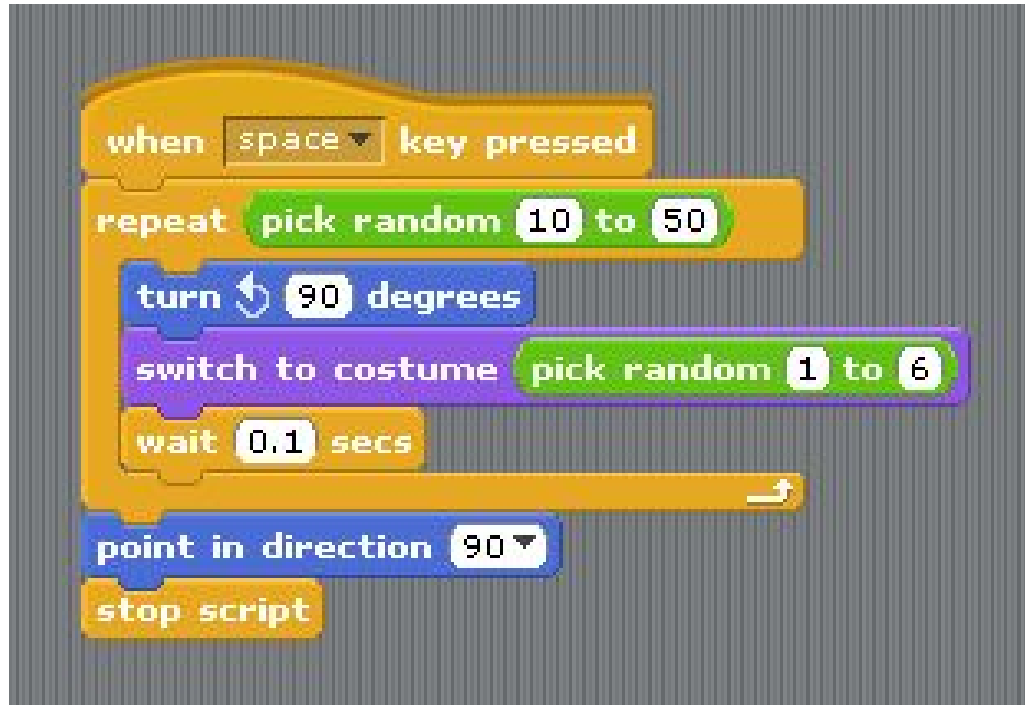 when space key pressed
repeat pick random 10 to 50
turn 90 degrees
switch to costume pick random 1 to 6
wait 0.1 secs
point in direction 90
stop script